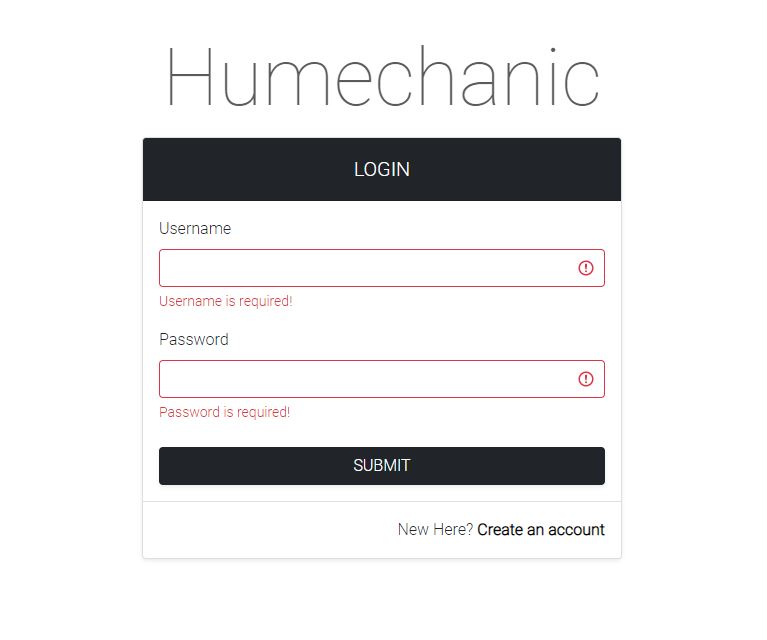 Humechanic
LOGIN
Username
Username is required!
Password
Password is required!
SUBMIT
New Here? Create an account